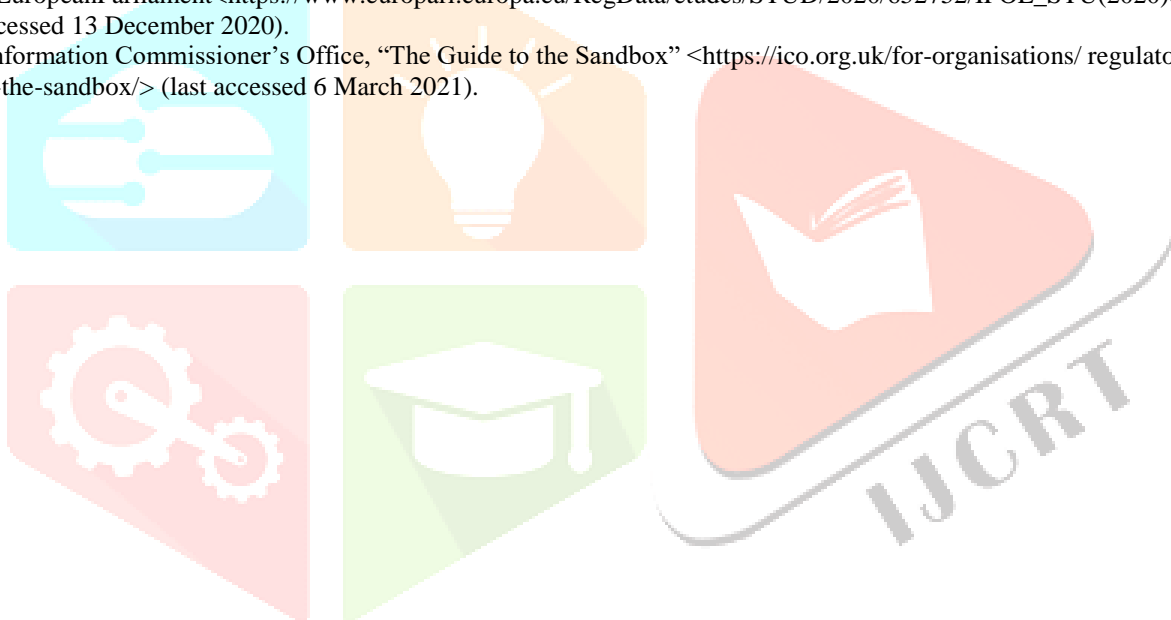 EuropeanParliament <https://www.europarl.europa.eu/RegData/etudes/STUD/2020/652752/IPOL_STU(2020)
cessed 13 December 2020).
nformation Commissioner’s Office, “The Guide to the Sandbox” <https://ico.org.uk/for-organisations/ regulato
-the-sandbox/> (last accessed 6 March 2021).
IJCRT